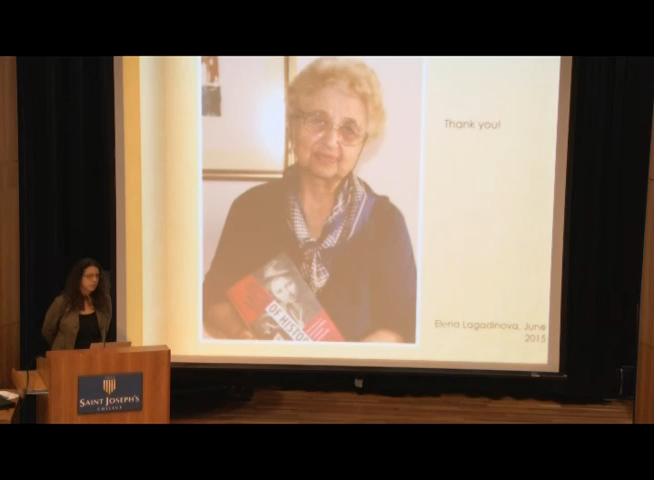 Thank you!
Elena Lagadinova, June
2015
OF HISTORY
SAINT JOSEPH'S
COLLEGE